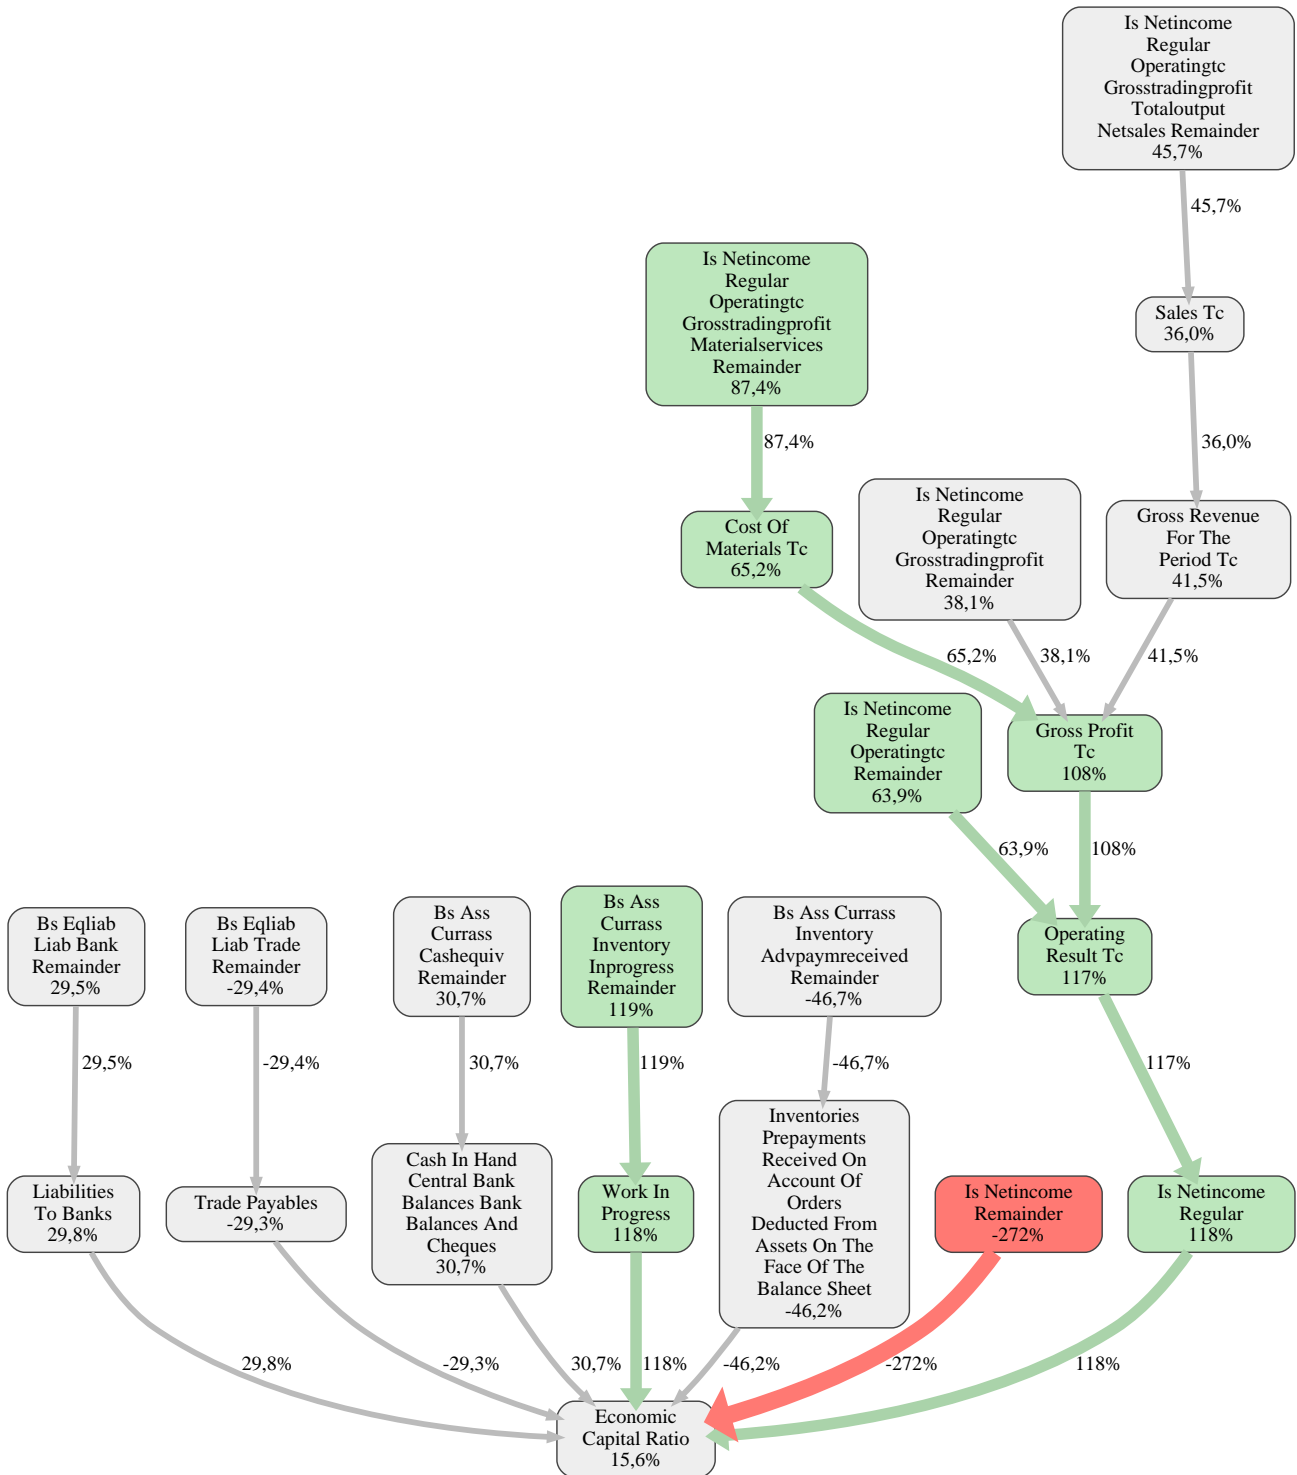 Is Netincome
Regular
Operatingtc
Grosstradingprofit
Totaloutput
Netsales Remainder
45,7%
45,7%
Is Netincome
Regular
Operatingtc
Grosstradingprofit
Materialservices
Remainder
87,4%
Sales Tc
36,0%
87,4%
36,0%
Is Netincome
Regular
Operatingtc
Grosstradingprofit
Remainder
38,1%
Gross Revenue
For The
Period Tc
41,5%
Cost Of
Materials Tc
65,2%
65,2%
38,1%
41,5%
Is Netincome
Regular
Operatingtc
Remainder
63,9%
Gross Profit
Tc
108%
63,9%
108%
Bs Eqliab
Liab Bank
Remainder
29,5%
Bs Eqliab
Liab Trade
Remainder
-29,4%
Bs Ass
Currass
Cashequiv
Remainder
30,7%
Bs Ass
Currass
Inventory
Inprogress
Remainder
119%
Bs Ass Currass
Inventory
Advpaymreceived
Remainder
-46,7%
Operating
Result Tc
117%
29,5%
-29,4%
30,7%
119%
-46,7%
117%
Liabilities
To Banks
29,8%
Trade Payables
-29,3%
Cash In Hand
Central Bank
Balances Bank
Balances And
Cheques
30,7%
Work In
Progress
118%
Inventories
Prepayments
Received On
Account Of
Orders
Deducted From
Assets On The
Face Of The
Balance Sheet
-46,2%
Is Netincome
Remainder
-272%
Is Netincome
Regular
118%
29,8%
-29,3%
30,7%
118%
-46,2%
-272%
118%
Economic
Capital Ratio
15,6%